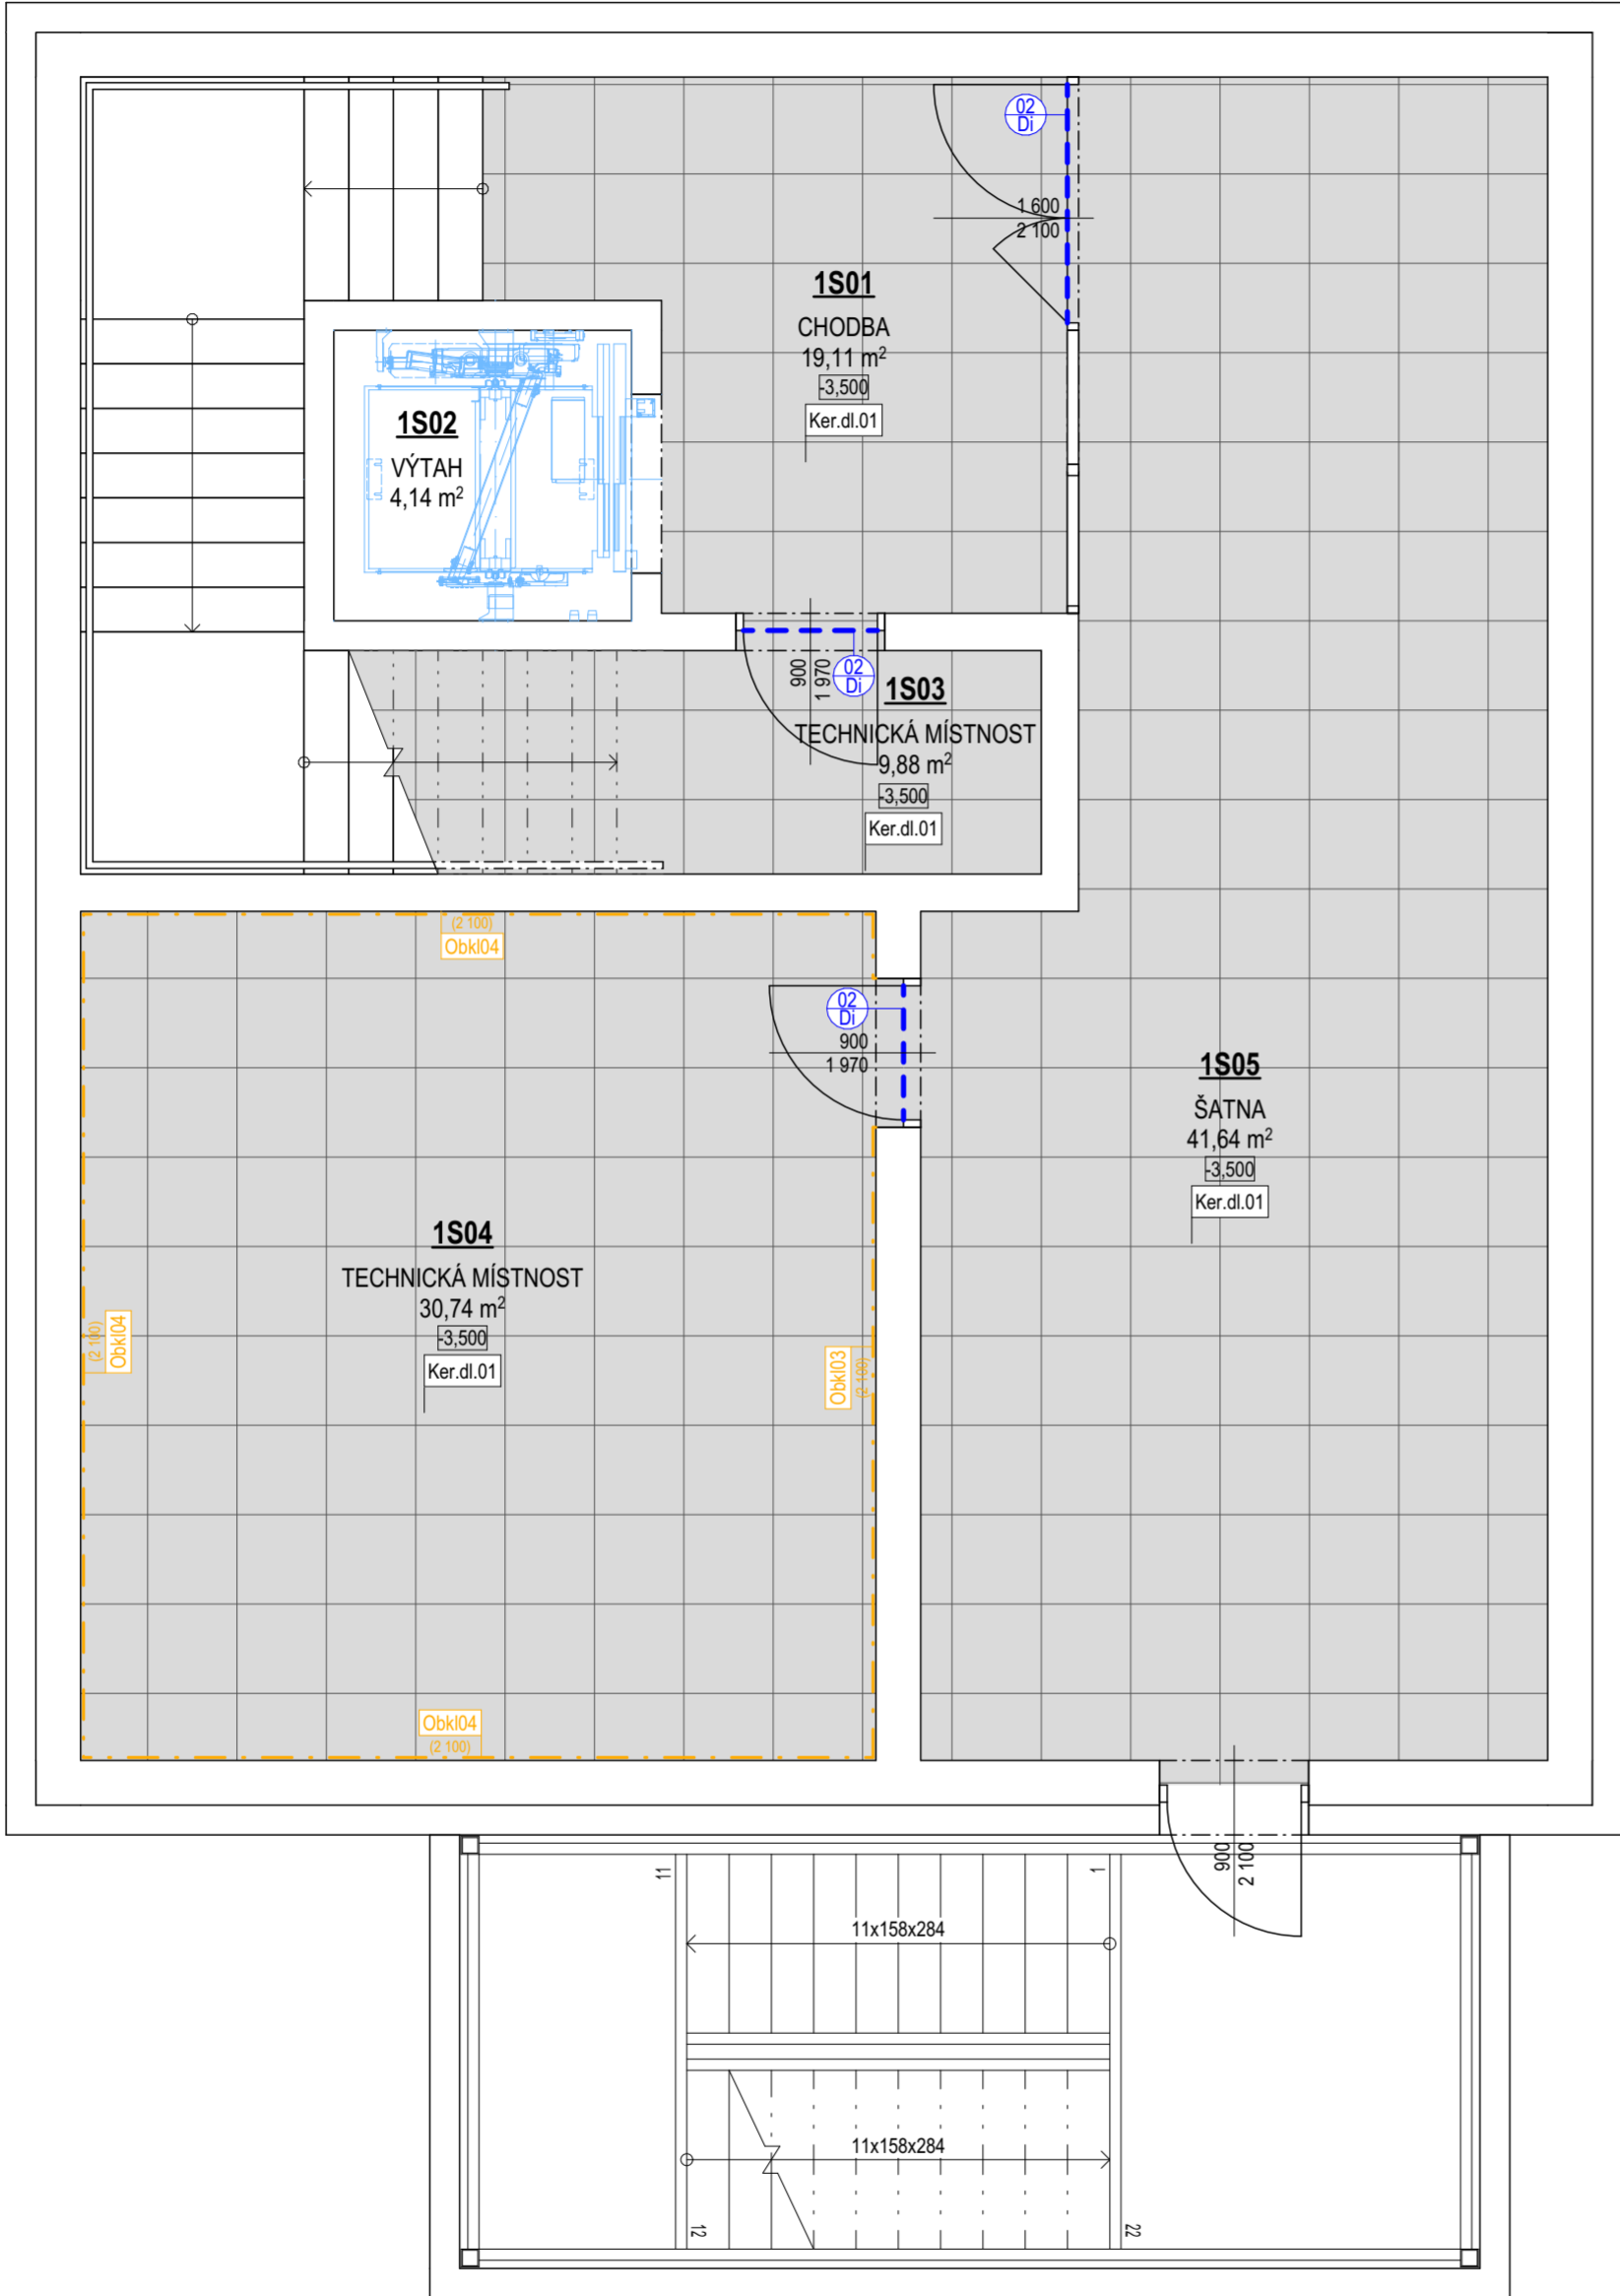 02
Di
1 600
2 100
1S01
CHODBA
19,11 m²
-3,500
Ker.dl.01
1S02
VÝTAH
4,14 m²
900
1 970
02
Di
1S03
TECHNICKÁ MÍSTNOST
9,88 m²
-3,500
Ker.dl.01
(2 100)
Obkl04
02
Di
900
1 970
1S05
ŠATNA
41,64 m²
-3,500
Ker.dl.01
1S04
TECHNICKÁ MÍSTNOST
30,74 m²
-3,500
Ker.dl.01
(2 100)
Obkl04
Obkl03
(2 100)
Obkl04
(2 100)
900
2 100
11
1
11x158x284
11x158x284
12
22